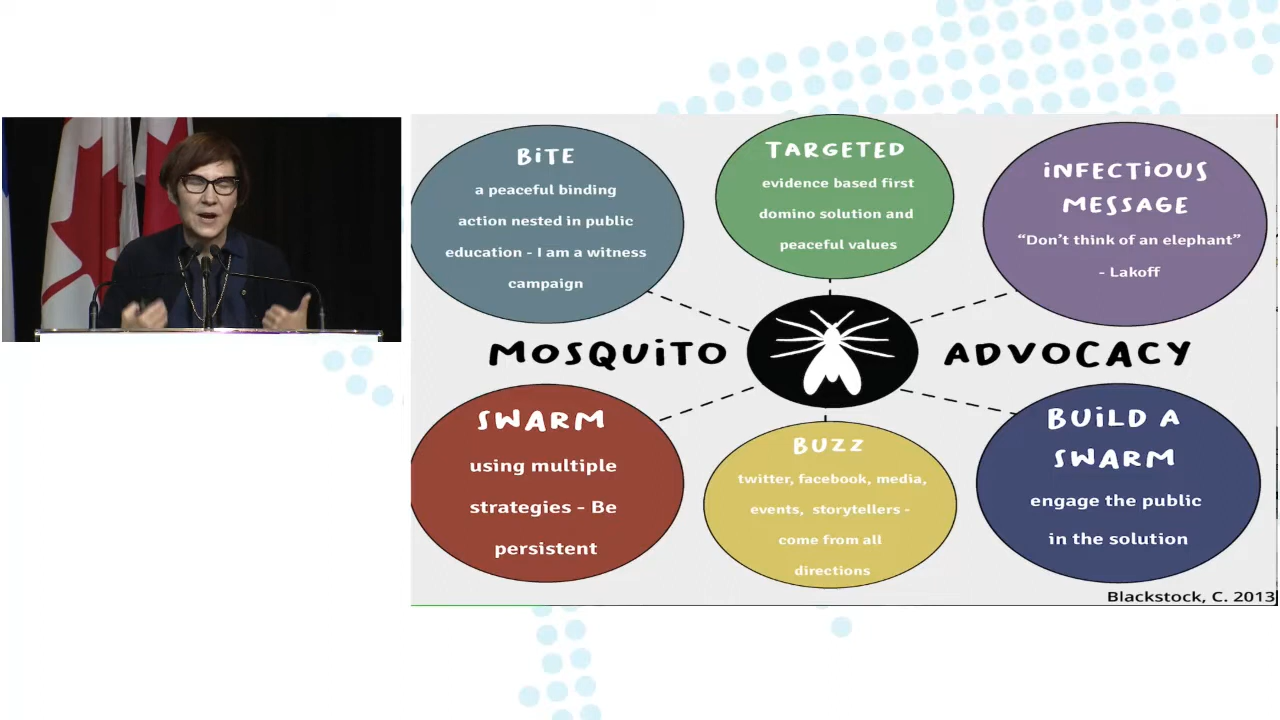 BiTE
a peaceful binding
action nested in public
education - I am a witness
campaign
TARGETED
evidence based first
domino solution and
peaceful values
iNFECTiOUS
MESSAGE
“Don’t think of an elephant”
- Lakoff
MOSQUiTO ADVOCACY
SWARM
using multiple
strategies - Be
persistent
BUZZ
twitter, facebook, media,
events, storytellers -
come from all
directions
BUiLD A
SWARM
engage the public
in the solution
Blackstock, C. 2013